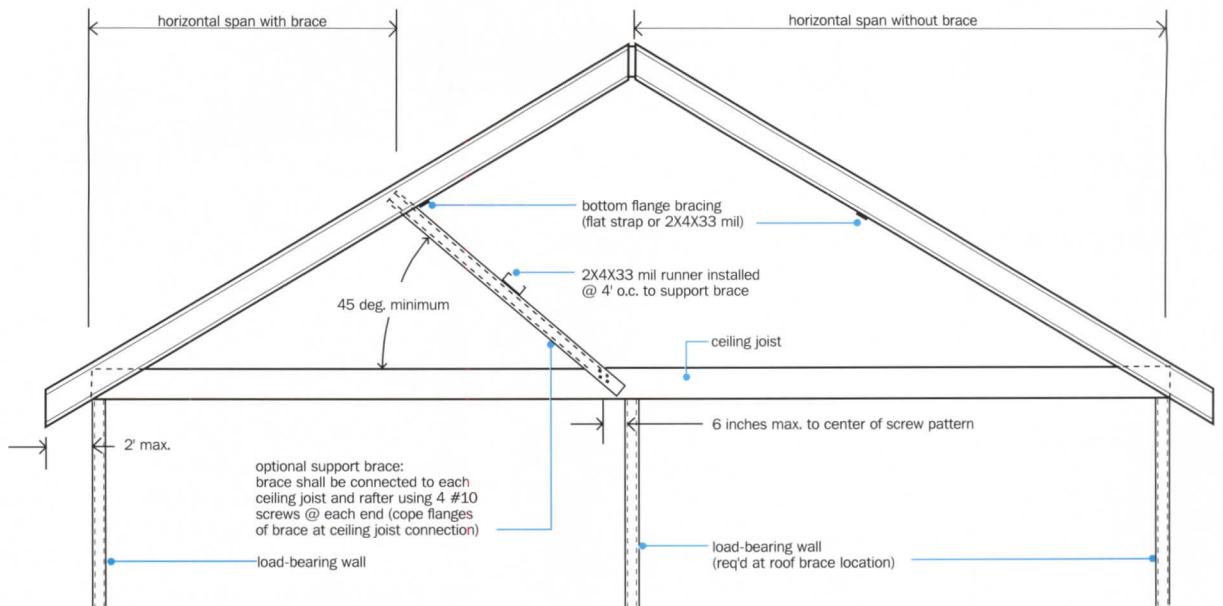 horizontal span with brace
horizontal span without brace
bottom flange bracing
(flat strap or 2X4X33 mil)
2X4X33 mil runner installed
@ 4' o.c. to support brace
45 deg. minimum
ceiling joist
2' max.
6 inches max. to center of screw pattern
optional support brace:
brace shall be connected to each
ceiling joist and rafter using 4 #10
screws @ each end (cope flanges
of brace at ceiling joist connection)
load-bearing wall
load-bearing wall
(req'd at roof brace location)